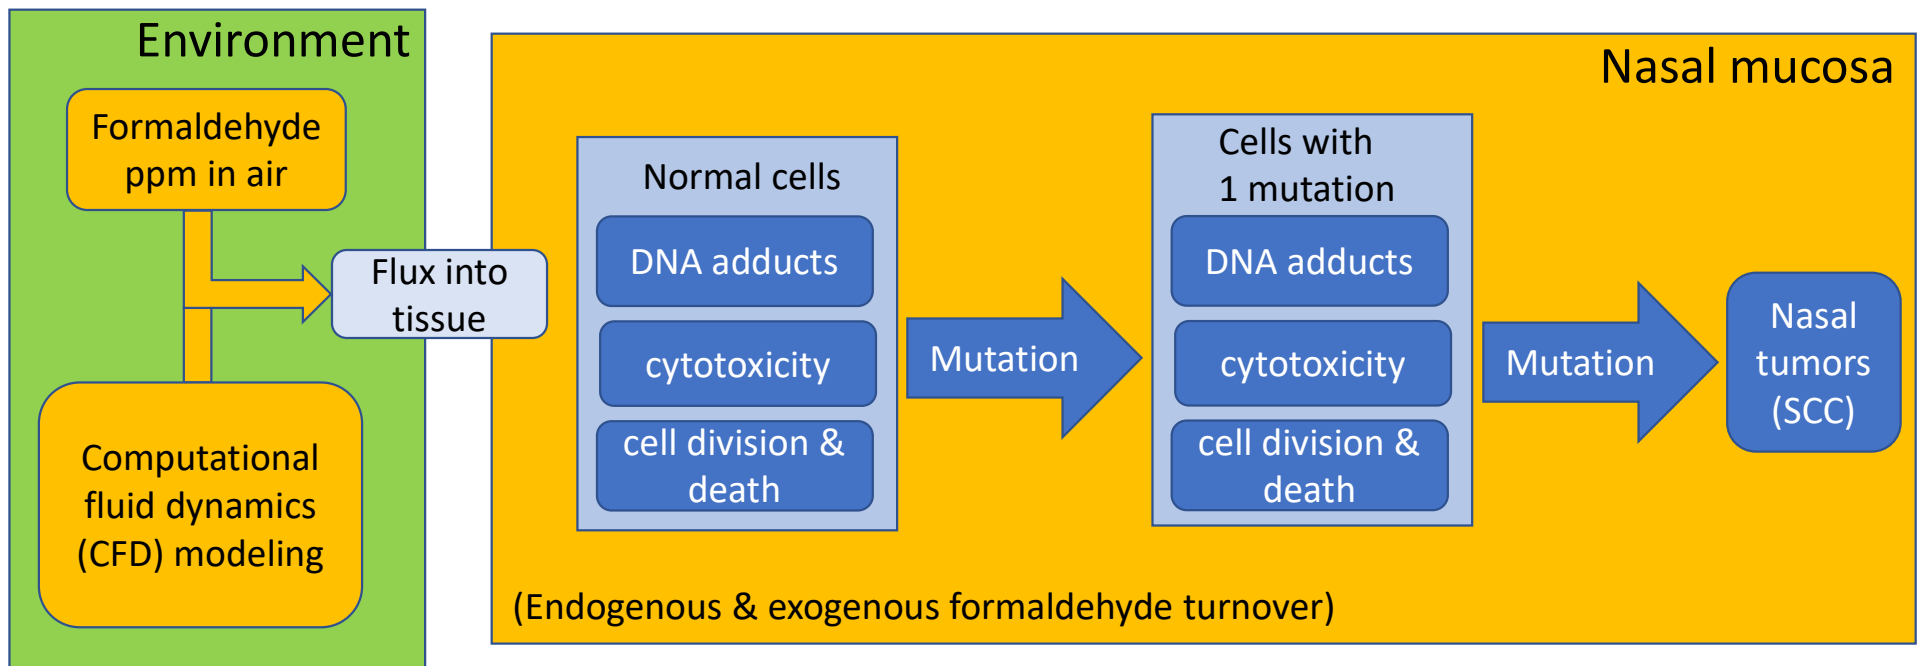 Environment
Formaldehyde
ppm in air
Computational
fluid dynamics
(CFD) modeling
Flux into
tissue
Nasal mucosa
Normal cells
DNA adducts
cytotoxicity
cell division &
death
Mutation
Cells with
1 mutation
DNA adducts
cytotoxicity
cell division &
death
Mutation
Nasal
tumors
(SCC)
(Endogenous & exogenous formaldehyde turnover)